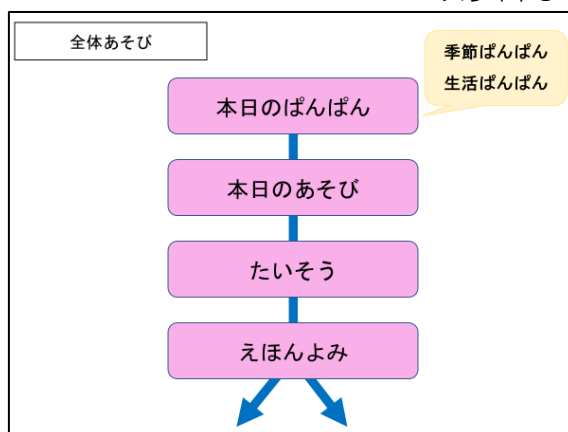 全体あそび
季節ぱんぱん
生活ぱんぱん
本日のぱんぱん
本日のあそび
たいそう
えほんよみ